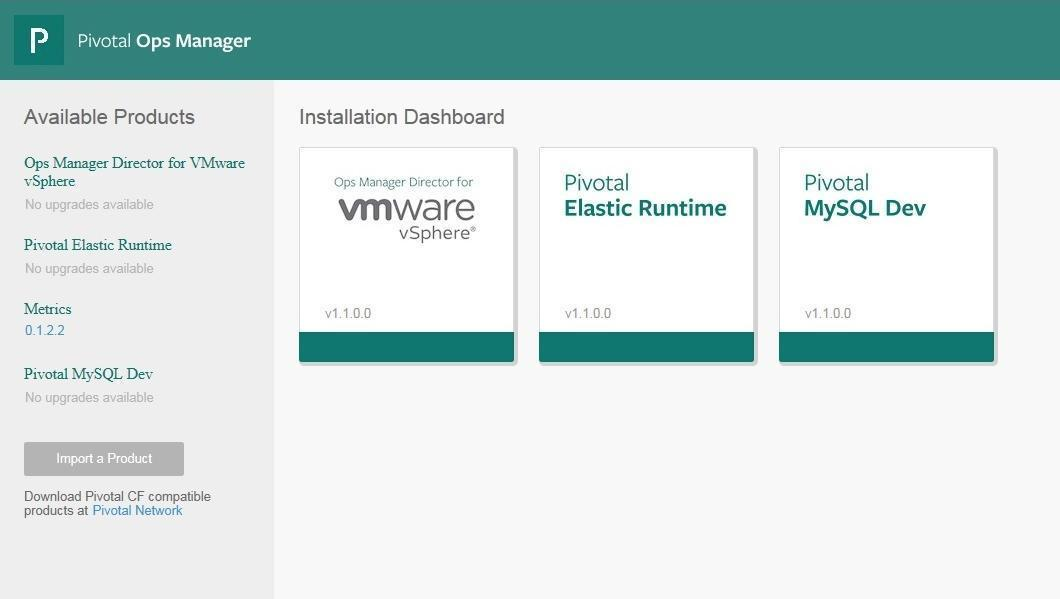 Pivotal Ops Manager
Available Products
Ops Manager Director for VMware
vSphere
No upgrades available
Pivotal Elastic Runtime
No upgrades available
Metrics
0.1.2.2
Pivotal MySQL Dev
No upgrades available
Import a Product
Download Pivotal CF compatible
products at Pivotal Network
Installation Dashboard
Ops Manager Director for
vmware
vSphere®
v1.1.0.0
Pivotal
Elastic Runtime
v1.1.0.0
Pivotal
MySQL Dev
v1.1.0.0